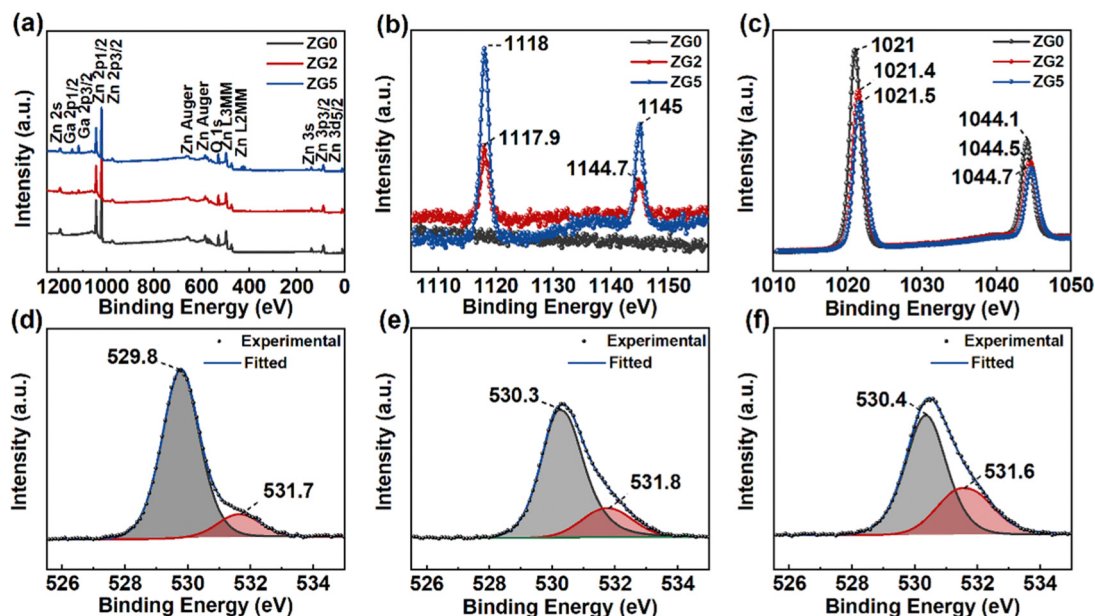 (a)
Zn 2s
Ga 2p1/2
Ga 2p3/2
Zn 2p1/2
Zn 2p3/2
Zn Auger
Zn Auger
O 1s
Zn L3MM
Zn L2MM
Zn 3s
Zn 3p3/2
Zn 3p5/2
ZG0
ZG2
ZG5
Intensity (a.u.)
1200 1000 800 600 400 200 0
Binding Energy (eV)
(b)
1118
1117.9
1145
1144.7
ZG0
ZG2
ZG5
Intensity (a.u.)
1110 1120 1130 1140 1150
Binding Energy (eV)
(c)
1021
1021.4
1021.5
1044.1
1044.5
1044.7
ZG0
ZG2
ZG5
Intensity (a.u.)
1010 1020 1030 1040 1050
Binding Energy (eV)
(d)
529.8
531.7
Experimental
Fitted
Intensity (a.u.)
526 528 530 532 534
Binding Energy (eV)
(e)
530.3
531.8
Experimental
Fitted
Intensity (a.u.)
526 528 530 532 534
Binding Energy (eV)
(f)
530.4
531.6
Experimental
Fitted
Intensity (a.u.)
526 528 530 532 534
Binding Energy (eV)